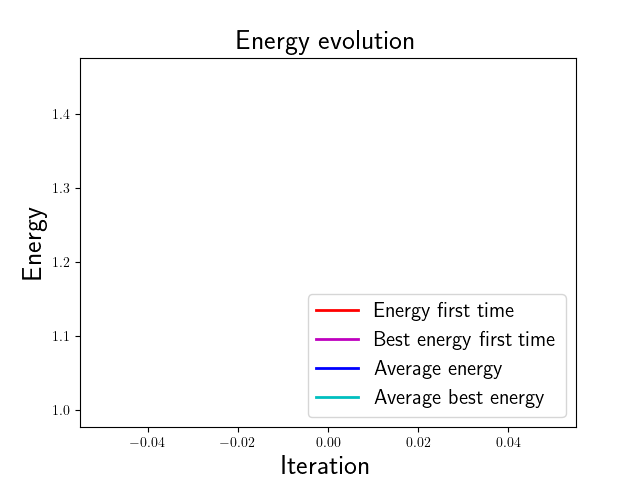 Energy evolution
1.4
1.3
1.2
1.1
1.0
Energy
Energy first time
Best energy first time
Average energy
Average best energy
−0.04 −0.02 0.00 0.02 0.04
Iteration